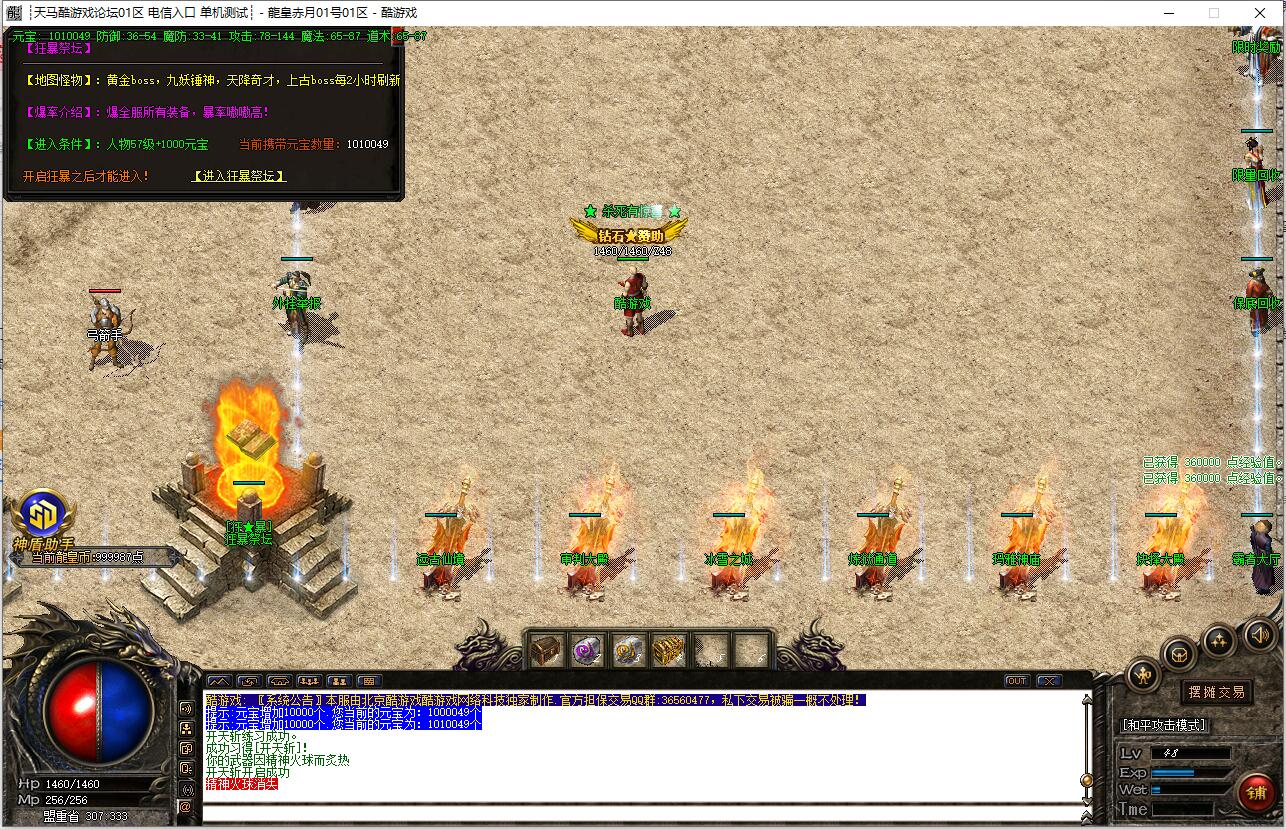 天马酷游戏论坛01区 电信入口 单机测试 - 龍皇赤月01号01区 - 酷游戏
元宝: 1010049 防御:36-54 魔防:33-41 攻击:78-144 魔法:65-87 道术:65-87
【狂暴祭坛】
【地图怪物】: 黄金boss，九妖锤神，天降奇才，上古boss每2小时刷新
【爆率介绍】: 爆全服所有装备，暴率嗷嗷高!
【进入条件】: 人物57级+1000元宝 当前携带元宝数量: 1010049
开启狂暴之后才能进入! 【进入狂暴祭坛】
限时奖励
限量回收
保底回收
★ 杀死有惊喜 ★
钻石★赞助
1460/1460/Z48
酷游戏
外挂举报
弓箭手
已获得 360000 点经验值。
已获得 360000 点经验值。
神盾助手
当前龍皇币:999987点
[狂★暴]
狂暴祭坛
远古仙境
审判大殿
冰雪之城
炼狱通道
玛雅神庙
抉择大殿
霸者大厅
OUT
摆摊交易
酷游戏: 〖系统公告〗本服由北京酷游戏酷游戏网络科技独家制作.官方担保交易QQ群:36560477，私下交易被骗一概不处理!
提示:元宝增加10000个.您当前的元宝为: 1000049个
提示:元宝增加10000个.您当前的元宝为: 1010049个
开天斩练习成功。
成功习得[开天斩]!
你的武器因精神火球而炙热
开天斩开启成功
精神火球消失
[和平攻击模式]
Lv 48
Exp
Wet
Tme
铺
Hp 1460/1460
Mp 256/256
盟重省 307:333